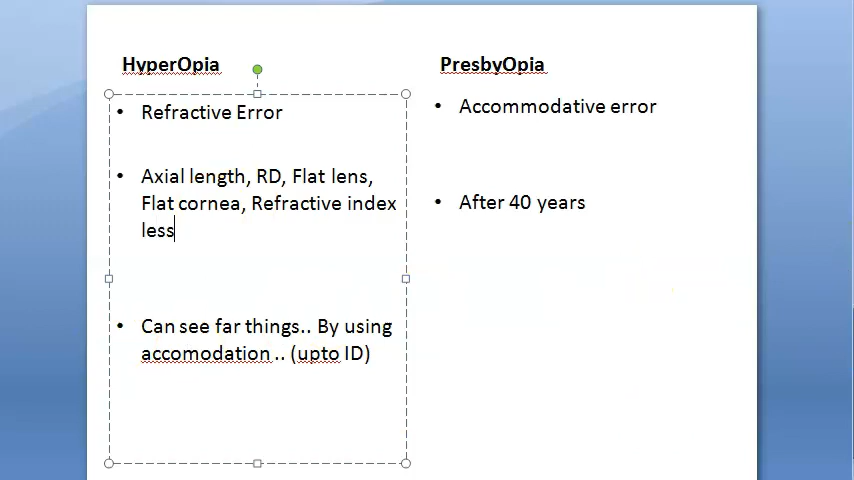 HyperOpia
• Refractive Error
• Axial length, RD, Flat lens,
Flat cornea, Refractive index
less
• Can see far things.. By using
accomodation .. (upto ID)
PresbyOpia
• Accommodative error
• After 40 years